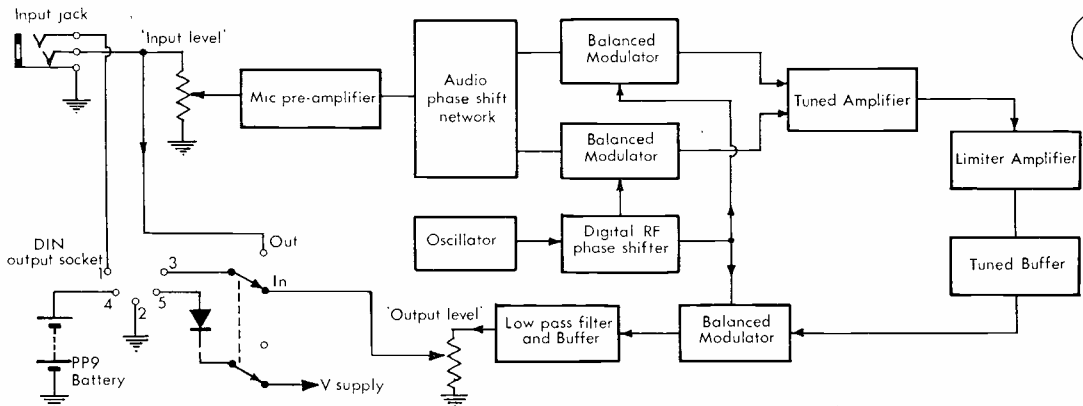 Input jack
'Input level'
Mic pre-amplifier
Audio
phase shift
network
Balanced
Modulator
Balanced
Modulator
Tuned Amplifier
Limiter Amplifier
Tuned Buffer
Oscillator
Digital RF
phase shifter
Balanced
Modulator
Low pass filter
and Buffer
'Output level'
Out
In
DIN
output socket
1
3
4
2
5
PP9
Battery
V supply